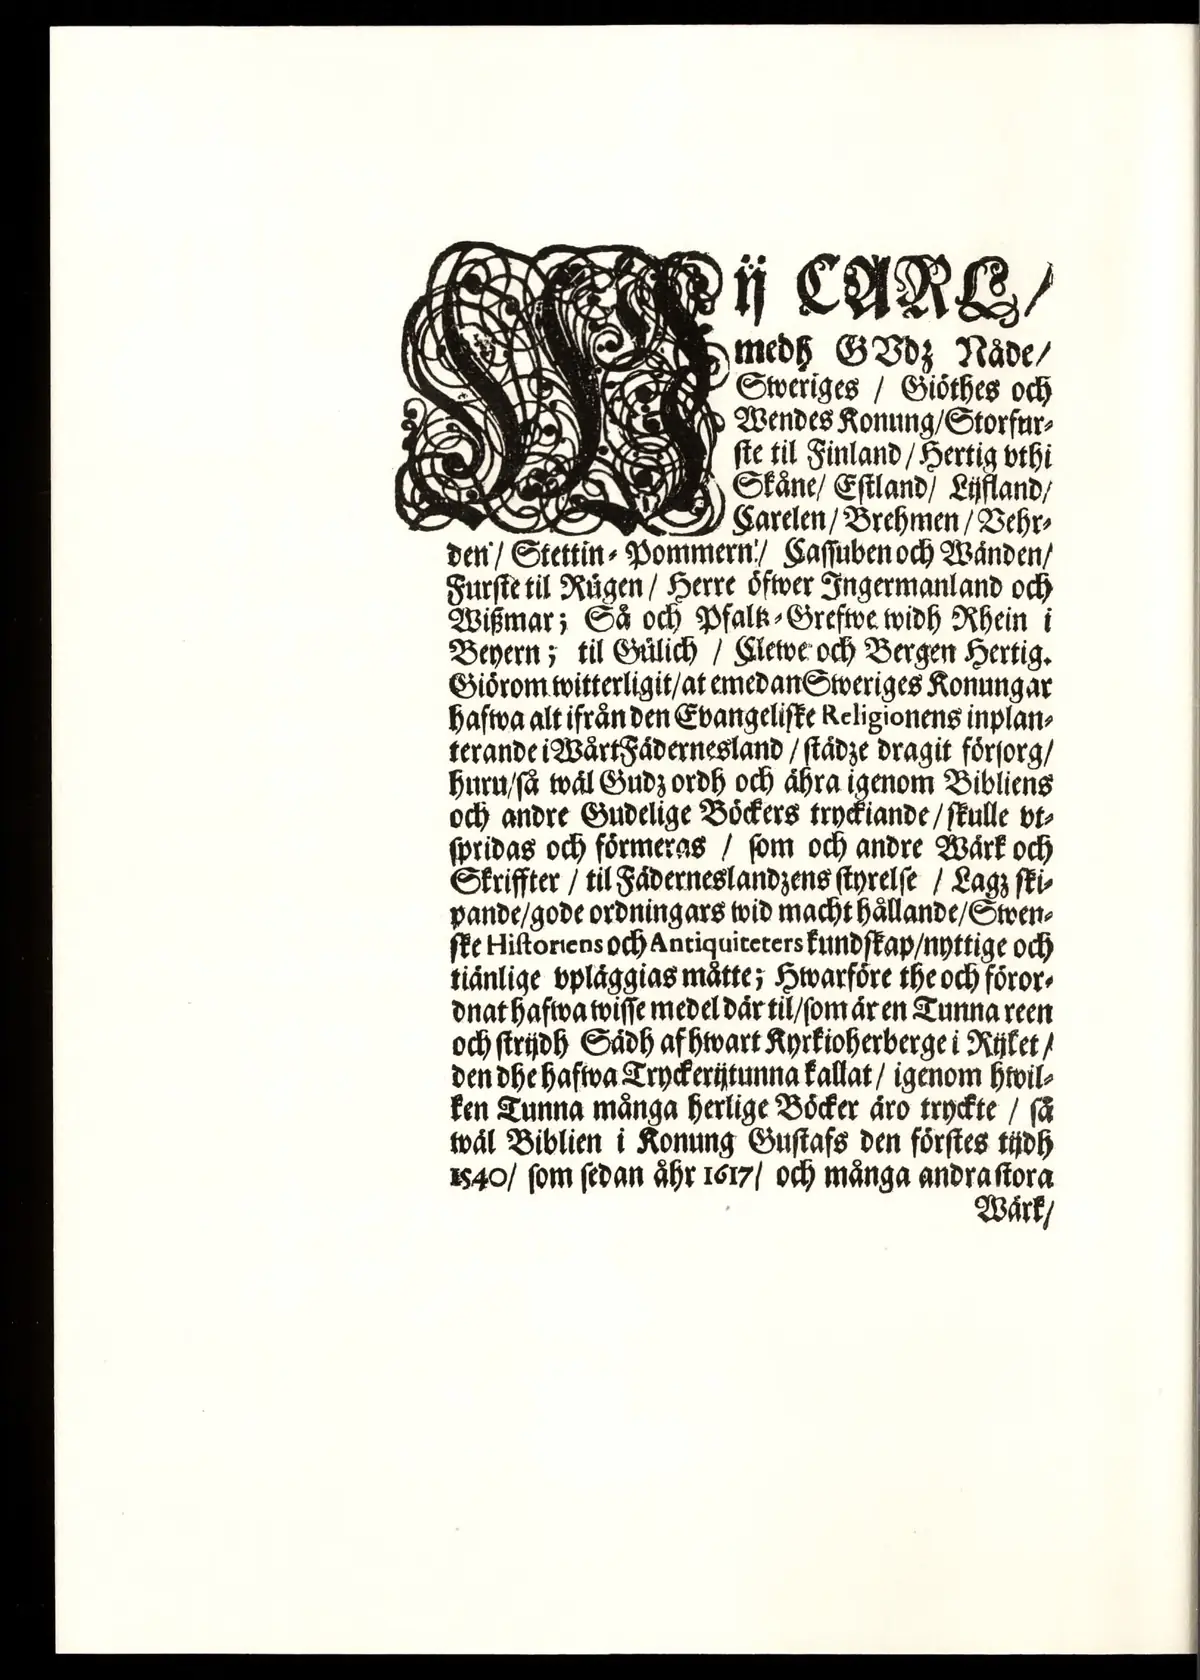 Wij CARL/
medh GVdz Nåde/
Sweriges / Giöthes och
Wendes Konung/Storfur-
ste til Finland/Hertig vthi
Skåne/ Estland/ Lijfland/
Carelen/Brehmen/Vehr-
den/ Stettin-Pommern/ Cassuben och Wänden/
Furste til Rügen/ Herre öfwer Ingermanland och
Wißmar; Så och Pfaltz-Grefwe widh Rhein i
Beyern; til Gülich / Clewe och Bergen Hertig.
Giörom witterligit/at emedan Sweriges Konungar
hafwa alt ifrån den Evangeliske Religionens inplan-
terande i Wårt Fädernesland/städze dragit försorg/
huru/så wäl Gudz ordh och ähra igenom Bibliens
och andre Gudelige Böckers tryckiande/skulle vt-
spridas och förmeras / som och andre Wärk och
Skriffter / til Fäderneslandzens styrelse / Lagz ski-
pande/gode ordningars wid macht hållande/Swen-
ske Historiens och Antiquiteters kundskap/nyttige och
tiänlige vpläggias måtte; Hwarföre the och föror-
dnat hafwa wisse medel där til/som är en Tunna reen
och strijdh Sädh af hwart Kyrkioherberge i Rijket/
den dhe hafwa Tryckerijtunna kallat/ igenom hwil-
ken Tunna många herlige Böcker äro tryckte / så
wäl Biblien i Konung Gustafs den förstes tijdh
1540/ som sedan åhr 1617/ och många andra stora
Wärk/